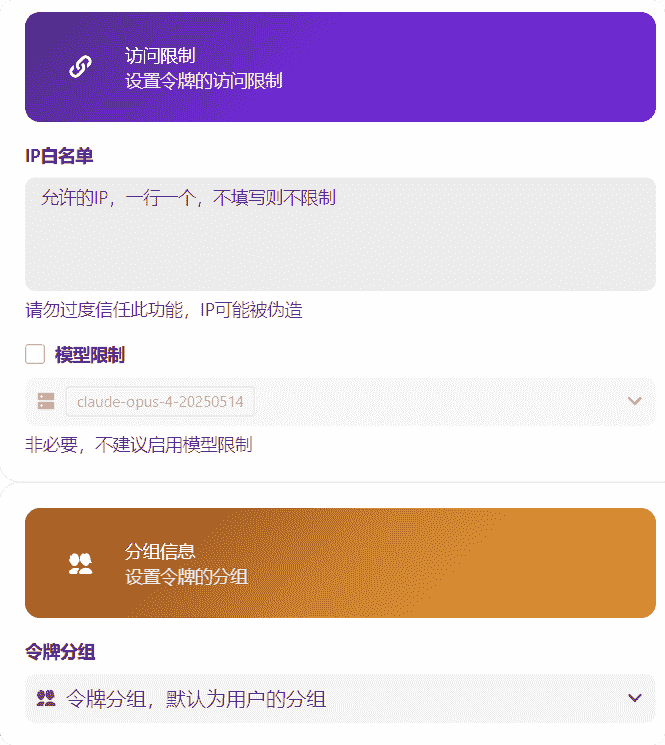 访问限制
设置令牌的访问限制
IP白名单
允许的IP，一行一个，不填写则不限制
请勿过度信任此功能，IP可能被伪造
模型限制
claude-opus-4-20250514
非必要，不建议启用模型限制
分组信息
设置令牌的分组
令牌分组
令牌分组，默认为用户的分组